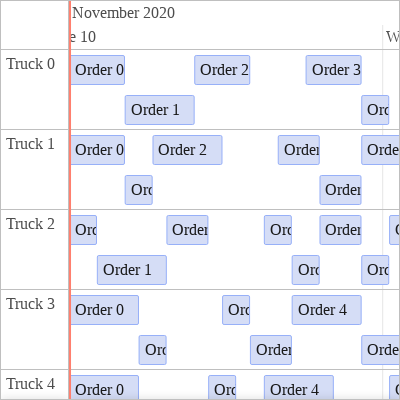 November 2020
e 10
W
Truck 0
Order 0
Order 2
Order 3
Order 1
Orc
Truck 1
Order 0
Order 2
Order
Orde
Orc
Order
Truck 2
Orc
Order
Orc
Order
Order 1
Orc
Orc
Truck 3
Order 0
Orc
Order 4
Orc
Order
Orde
Truck 4
Order 0
Orc
Order 4